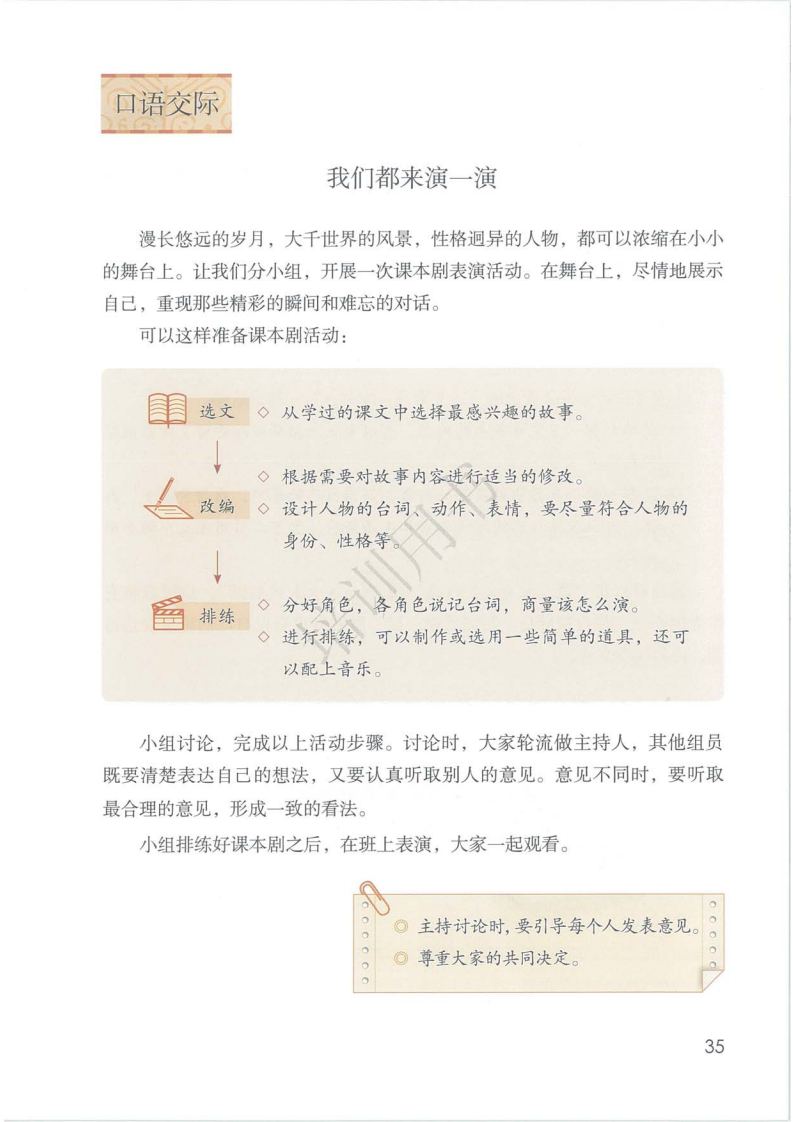 口语交际
我们都来演一演
漫长悠远的岁月，大千世界的风景，性格迥异的人物，都可以浓缩在小小
的舞台上。让我们分小组，开展一次课本剧表演活动。在舞台上，尽情地展示
自己，重现那些精彩的瞬间和难忘的对话。
可以这样准备课本剧活动：
选文 ◇ 从学过的课文中选择最感兴趣的故事。
◇ 根据需要对故事内容进行适当的修改。
改编 ◇ 设计人物的台词、动作、表情，要尽量符合人物的
身份、性格等。
◇ 分好角色，各角色说记台词，商量该怎么演。
排练 ◇ 进行排练，可以制作或选用一些简单的道具，还可
以配上音乐。
培训用书
小组讨论，完成以上活动步骤。讨论时，大家轮流做主持人，其他组员
既要清楚表达自己的想法，又要认真听取别人的意见。意见不同时，要听取
最合理的意见，形成一致的看法。
小组排练好课本剧之后，在班上表演，大家一起观看。
◎ 主持讨论时，要引导每个人发表意见。
◎ 尊重大家的共同决定。
35